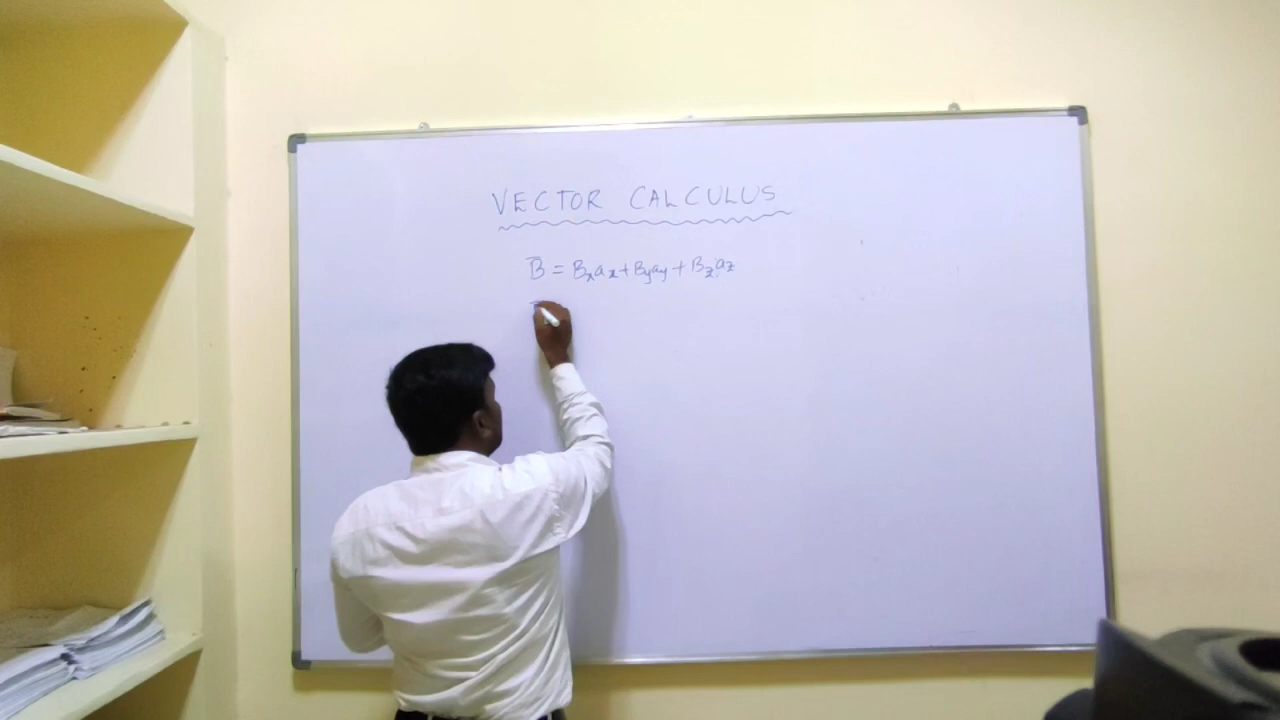 VECTOR CALCULUS
B̅ = Bₓaₓ + Byay + Bzaz